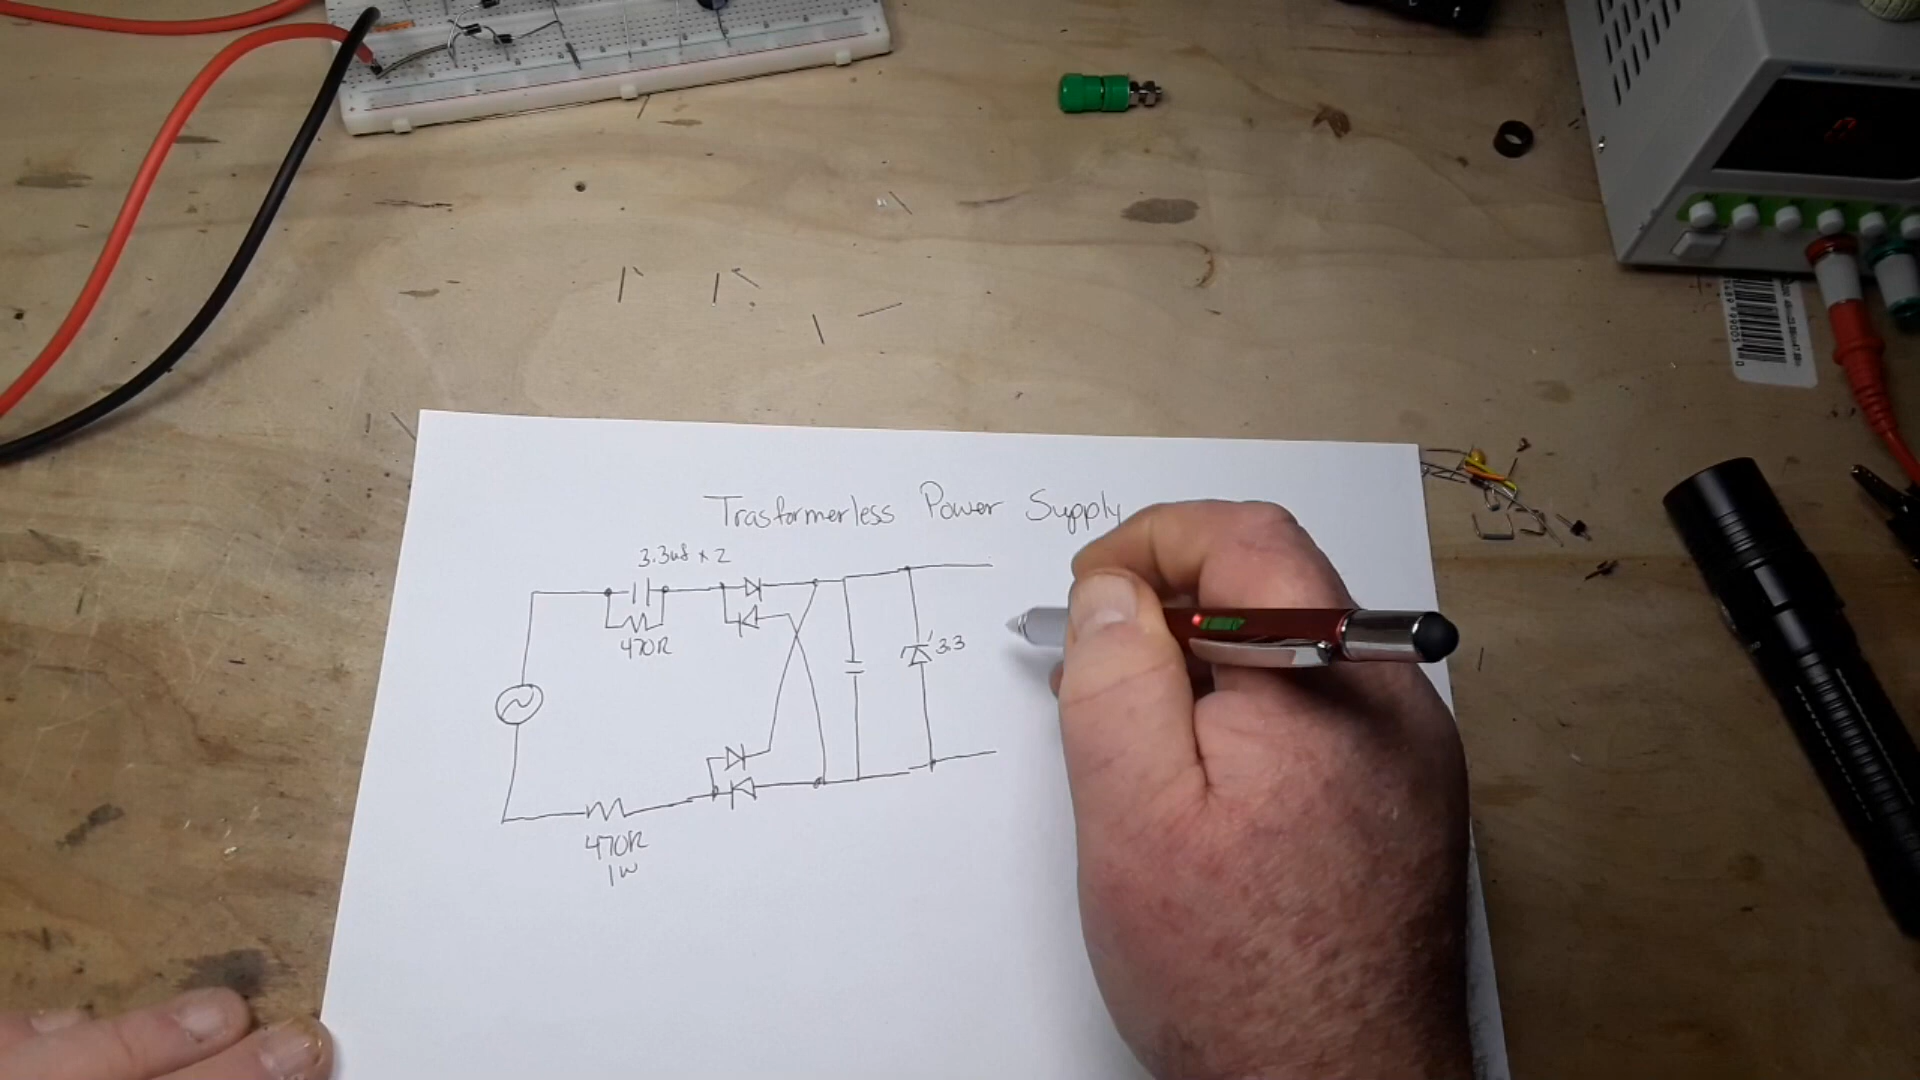 Trasformerless Power Supply
3.3uf x 2
470R
3.3
470R
1W